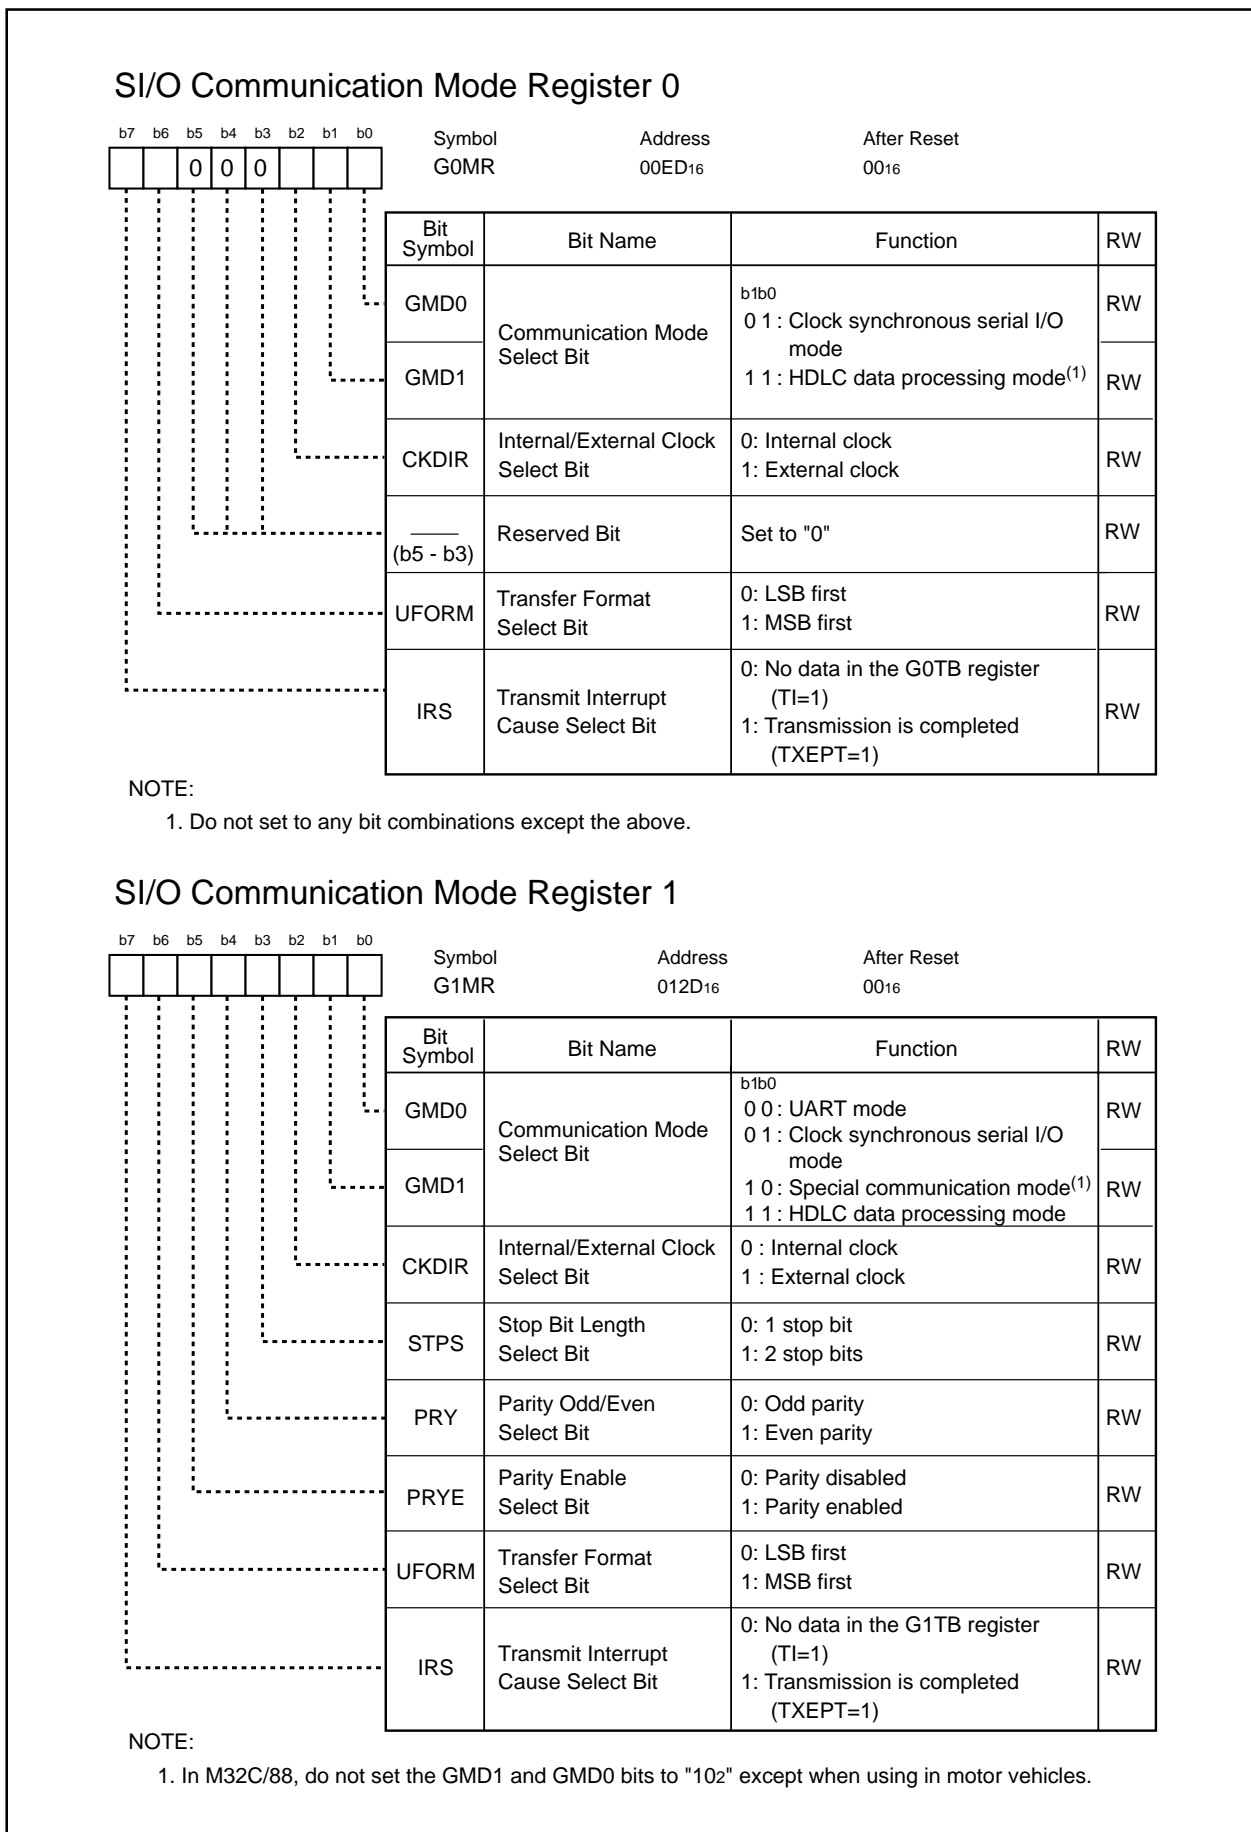 SI/O Communication Mode Register 0
b7 b6 b5 b4 b3 b2 b1 b0
Symbol Address After Reset
0 0 0
G0MR 00ED16 0016
Bit Symbol Bit Name Function RW
GMD0 RW
GMD1 RW
Communication Mode
Select Bit
b1b0
0 1 : Clock synchronous serial I/O
mode
1 1 : HDLC data processing mode(1)
CKDIR RW
Internal/External Clock
Select Bit
0: Internal clock
1: External clock
(b5 - b3) Reserved Bit Set to "0" RW
UFORM RW
Transfer Format
Select Bit
0: LSB first
1: MSB first
IRS RW
Transmit Interrupt
Cause Select Bit
0: No data in the G0TB register
(TI=1)
1: Transmission is completed
(TXEPT=1)
NOTE:
1. Do not set to any bit combinations except the above.
SI/O Communication Mode Register 1
b7 b6 b5 b4 b3 b2 b1 b0
Symbol Address After Reset
G1MR 012D16 0016
Bit Symbol Bit Name Function RW
GMD0 RW
GMD1 RW
Communication Mode
Select Bit
b1b0
0 0 : UART mode
0 1 : Clock synchronous serial I/O
mode
1 0 : Special communication mode(1)
1 1 : HDLC data processing mode
CKDIR RW
Internal/External Clock
Select Bit
0 : Internal clock
1 : External clock
STPS RW
Stop Bit Length
Select Bit
0: 1 stop bit
1: 2 stop bits
PRY RW
Parity Odd/Even
Select Bit
0: Odd parity
1: Even parity
PRYE RW
Parity Enable
Select Bit
0: Parity disabled
1: Parity enabled
UFORM RW
Transfer Format
Select Bit
0: LSB first
1: MSB first
IRS RW
Transmit Interrupt
Cause Select Bit
0: No data in the G1TB register
(TI=1)
1: Transmission is completed
(TXEPT=1)
NOTE:
1. In M32C/88, do not set the GMD1 and GMD0 bits to "102" except when using in motor vehicles.